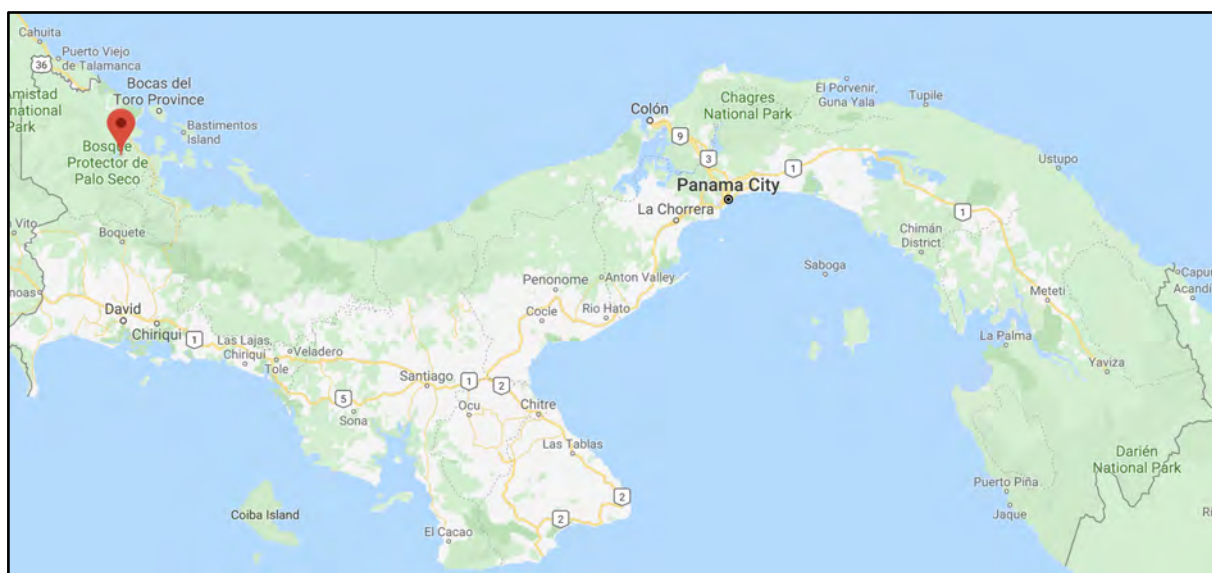 Cahuita
Puerto Viejo
de Talamanca
36
Bocas del
Toro Province
Amistad
national
Park
Bastimentos
Island
Bosque
Protector de
Palo Seco
Vito
Boquete
noas
David
Chiriqui
1
Las Lajas,
Chiriqui
Tole
Veladero
5
Sona
Santiago
1
2
Ocu
Chitre
Las Tablas
2
2
El Cacao
Coiba Island
Penonome
Cocle
Anton Valley
Rio Hato
Colón
9
3
Chagres
National Park
El Porvenir,
Guna Yala
Tupile
Ustupo
1
Panama City
La Chorrera
1
Chimán
District
Saboga
Meteti
La Palma
Yaviza
Capur
Acandí
Darién
National Park
Puerto Piña
Jaque